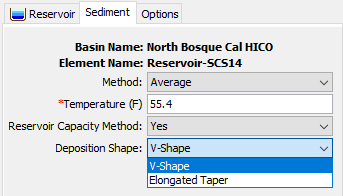 Reservoir Sediment Options
Basin Name: North Bosque Cal HICO
Element Name: Reservoir-SCS14
Method: Average
*Temperature (F) 55.4
Reservoir Capacity Method: Yes
Deposition Shape: V-Shape
V-Shape
Elongated Taper